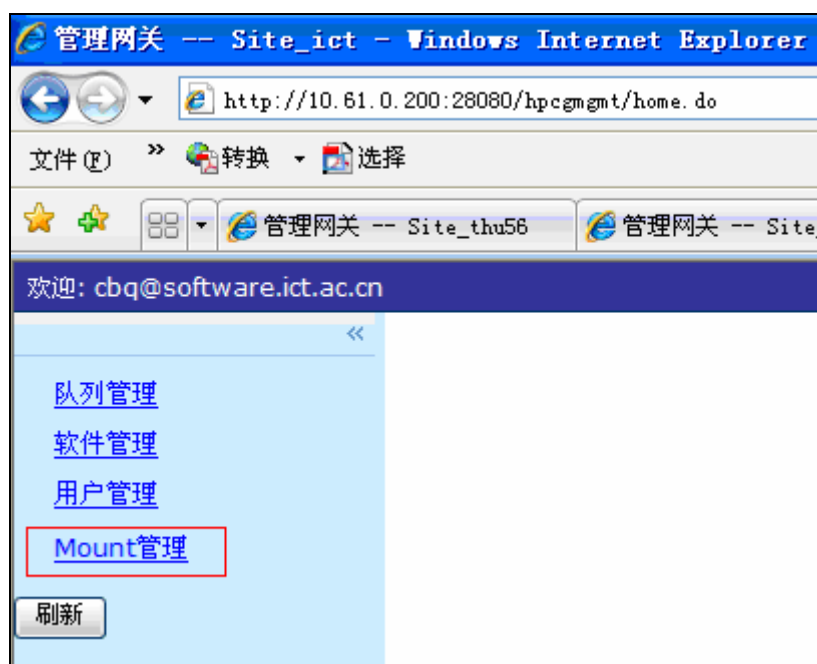 管理网关 -- Site_ict - Windows Internet Explorer
http://10.61.0.200:28080/hpcgmgmt/home.do
文件(F) » 转换 选择
管理网关 -- Site_thu56 管理网关 -- Site_
欢迎: cbq@software.ict.ac.cn
«
队列管理
软件管理
用户管理
Mount管理
刷新